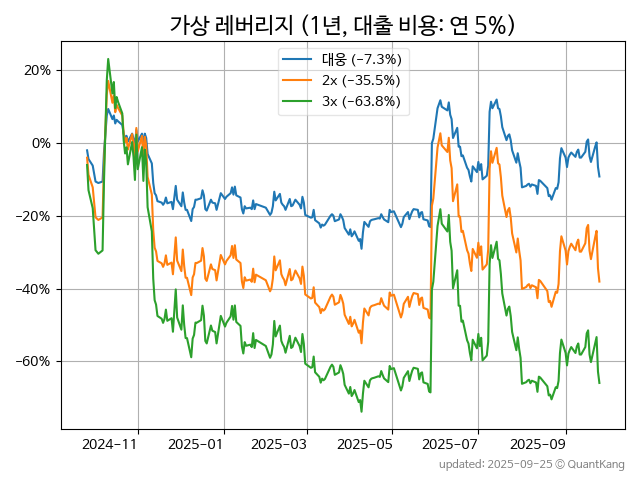 가상 레버리지 (1년, 대출 비용: 연 5%)
대웅 (−7.3%)
2x (−35.5%)
3x (−63.8%)
20%
0%
−20%
−40%
−60%
2024-11
2025-01
2025-03
2025-05
2025-07
2025-09
updated: 2025-09-25 © QuantKang